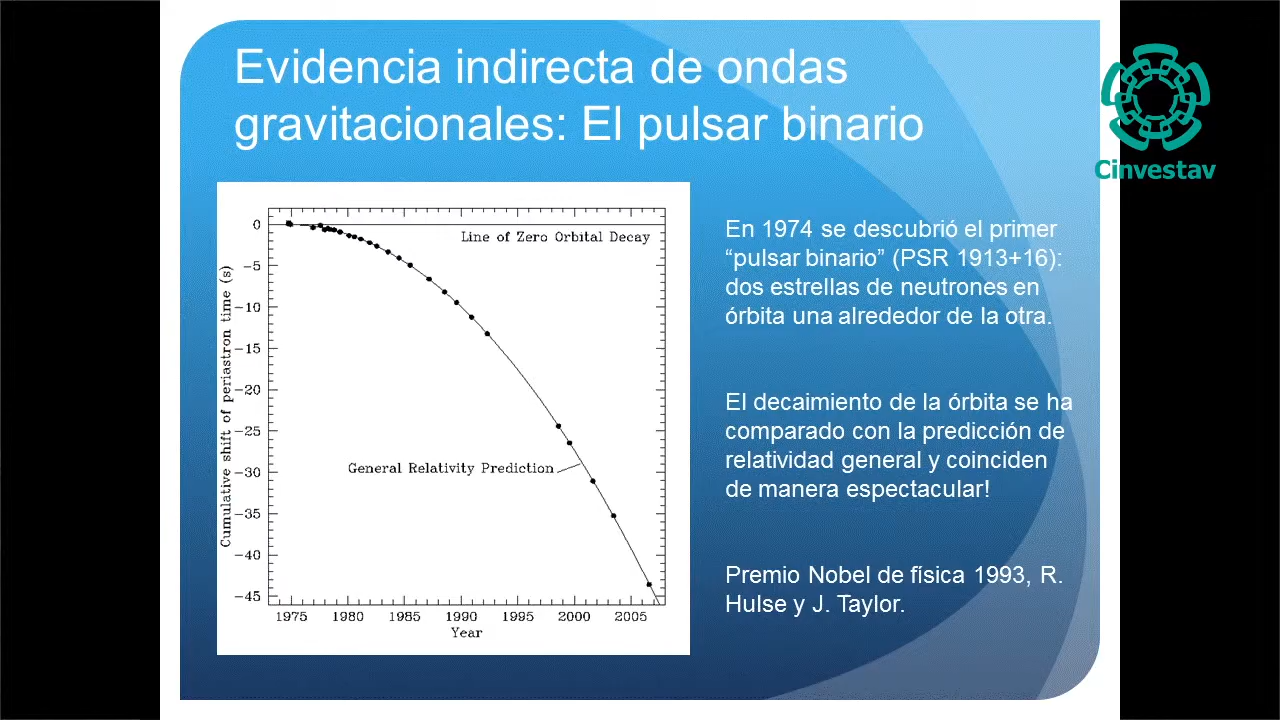 Evidencia indirecta de ondas
gravitacionales: El pulsar binario
Cinvestav
0
−5
−10
−15
−20
−25
−30
−35
−40
−45
Cumulative shift of periastron time (s)
Line of Zero Orbital Decay
General Relativity Prediction
1975 1980 1985 1990 1995 2000 2005
Year
En 1974 se descubrió el primer
“pulsar binario” (PSR 1913+16):
dos estrellas de neutrones en
órbita una alrededor de la otra.
El decaimiento de la órbita se ha
comparado con la predicción de
relatividad general y coinciden
de manera espectacular!
Premio Nobel de física 1993, R.
Hulse y J. Taylor.